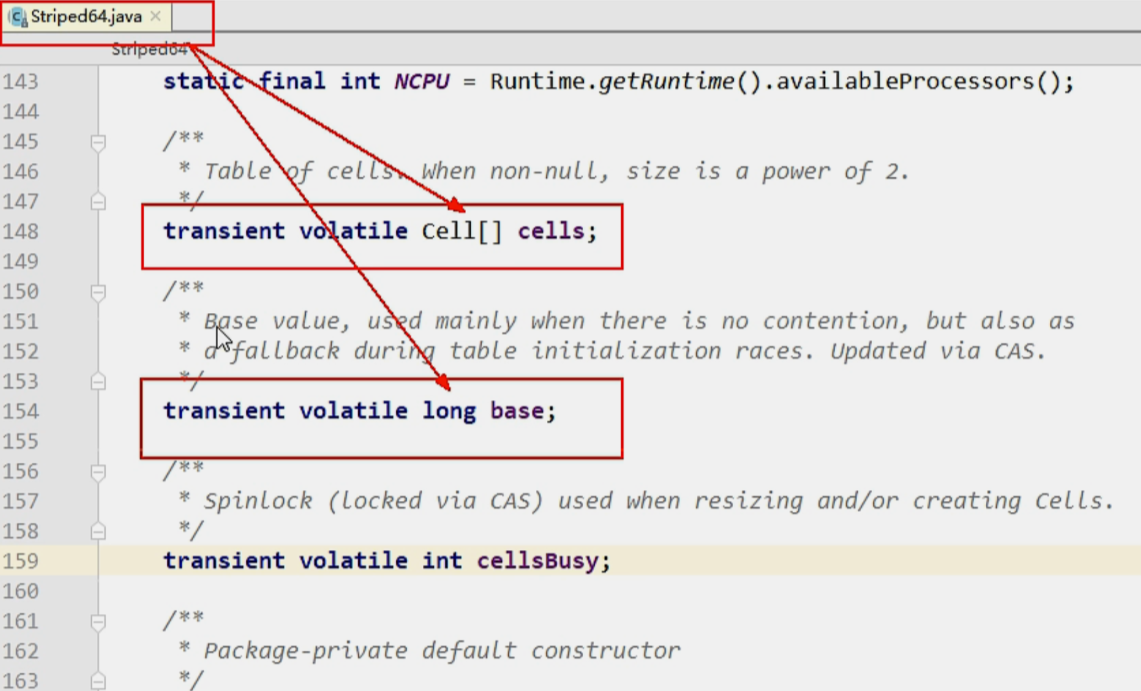 Striped64.java
Striped64
143 static final int NCPU = Runtime.getRuntime().availableProcessors();
144
145 /**
146 * Table of cells. When non-null, size is a power of 2.
147 */
148 transient volatile Cell[] cells;
149
150 /**
151 * Base value, used mainly when there is no contention, but also as
152 * a fallback during table initialization races. Updated via CAS.
153 */
154 transient volatile long base;
155
156 /**
157 * Spinlock (locked via CAS) used when resizing and/or creating Cells.
158 */
159 transient volatile int cellsBusy;
160
161 /**
162 * Package-private default constructor
163 */